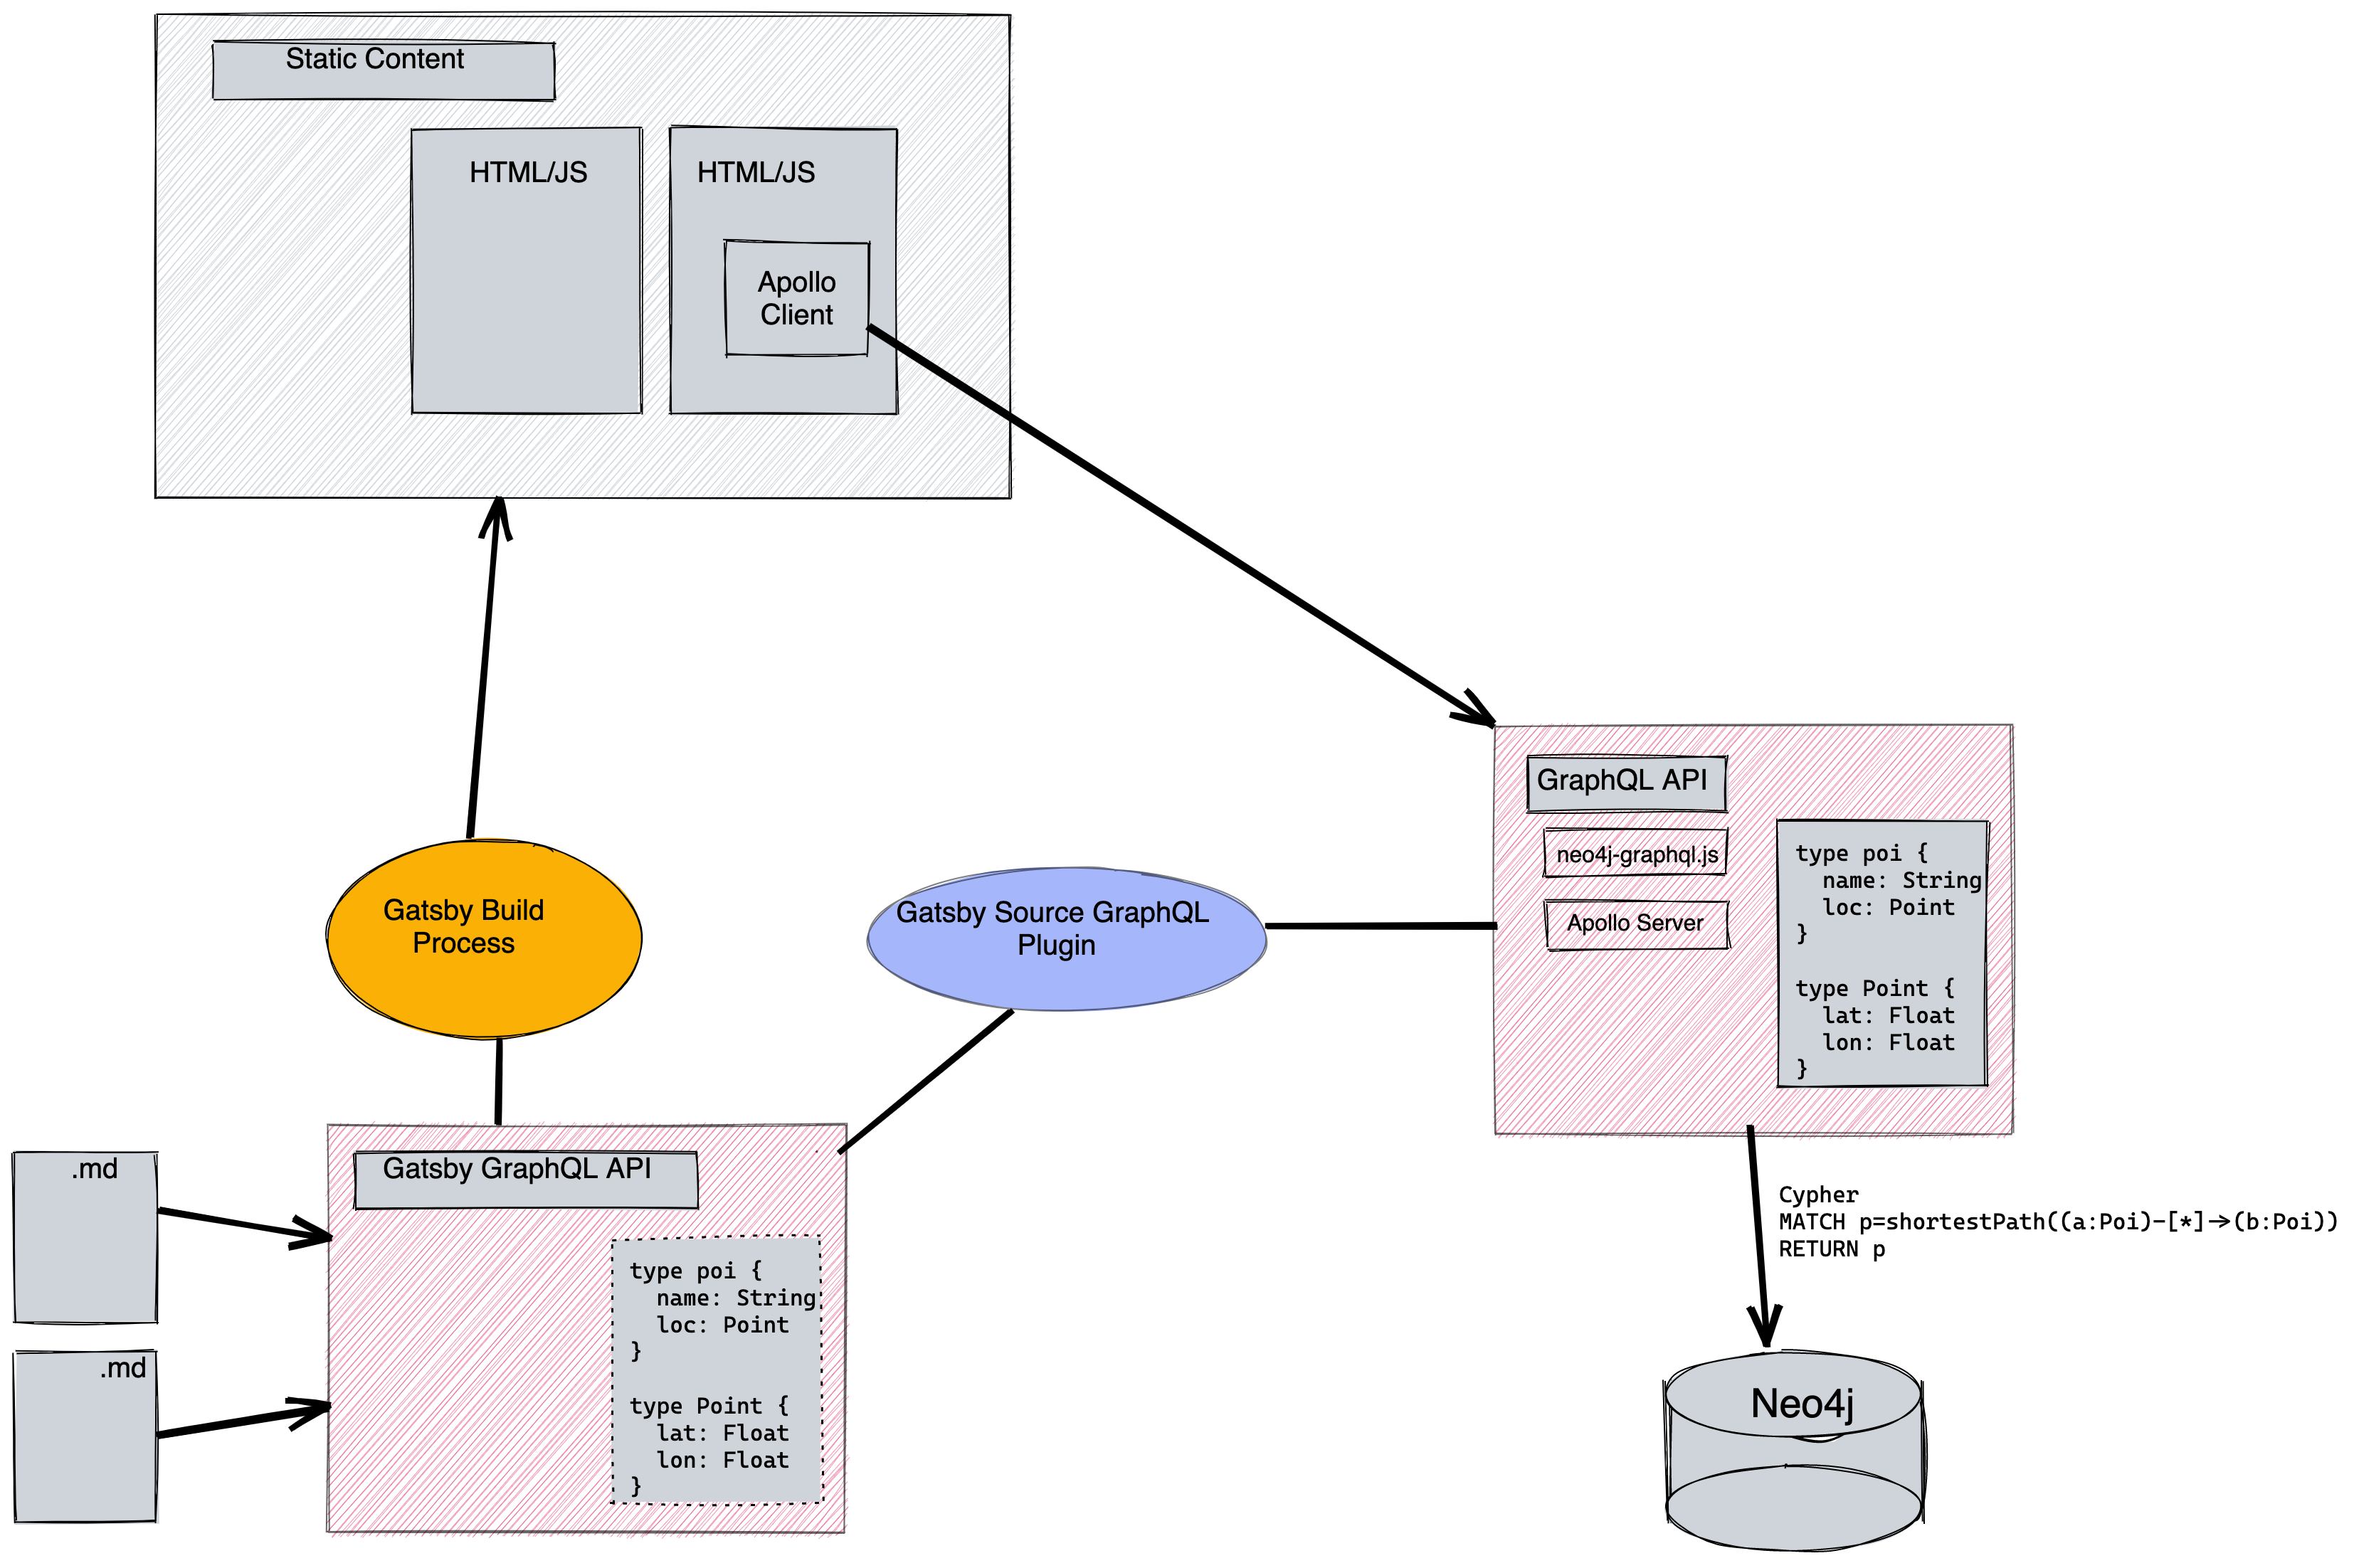 Static Content
HTML/JS
HTML/JS
Apollo
Client
GraphQL API
neo4j-graphql.js
Apollo Server
type poi {
  name: String
  loc: Point
}
type Point {
  lat: Float
  lon: Float
}
Gatsby Build
Process
Gatsby Source GraphQL
Plugin
.md
.md
Gatsby GraphQL API
type poi {
  name: String
  loc: Point
}
type Point {
  lat: Float
  lon: Float
}
Cypher
MATCH p=shortestPath((a:Poi)-[*]->(b:Poi))
RETURN p
Neo4j